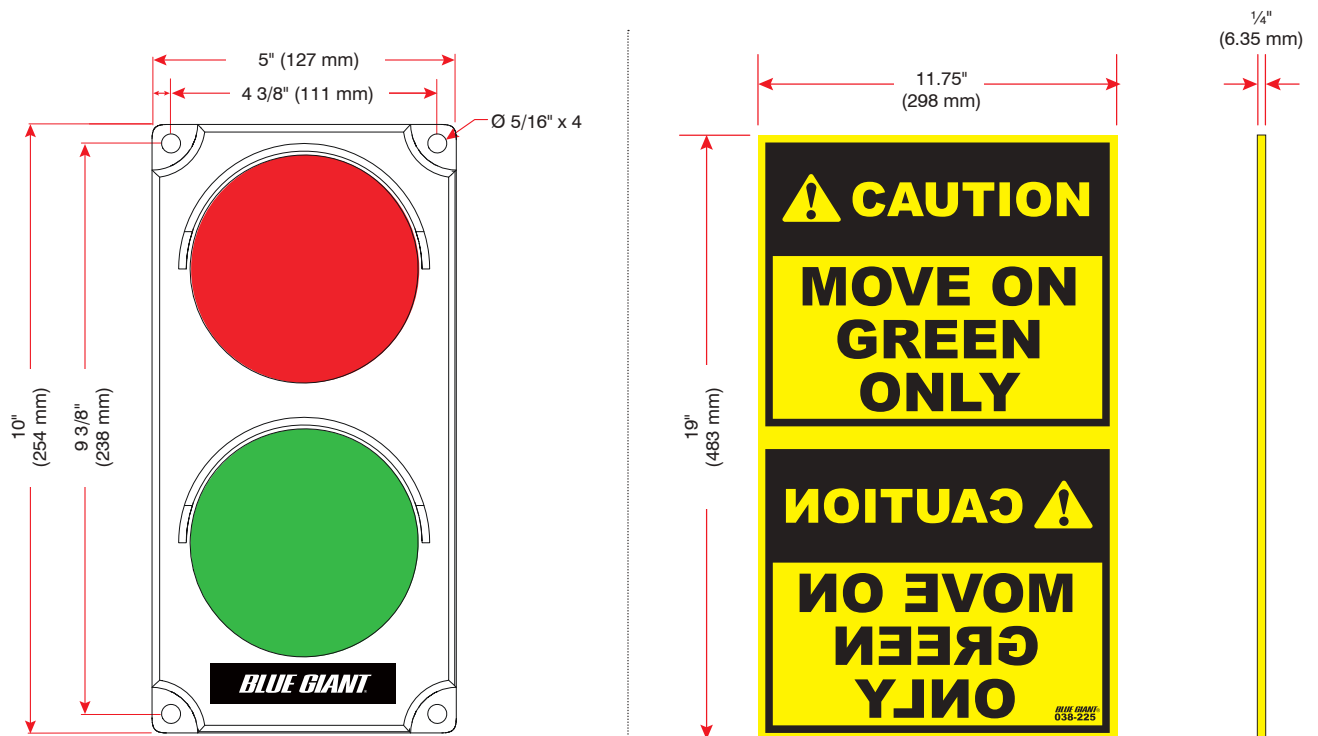 5" (127 mm)
4 3/8" (111 mm)
Ø 5/16" x 4
10"
(254 mm)
9 3/8"
(238 mm)
BLUE GIANT
11.75"
(298 mm)
¼"
(6.35 mm)
19"
(483 mm)
CAUTION
MOVE ON
GREEN
ONLY
CAUTION
MOVE ON
GREEN
ONLY
BLUE GIANT®
038-225